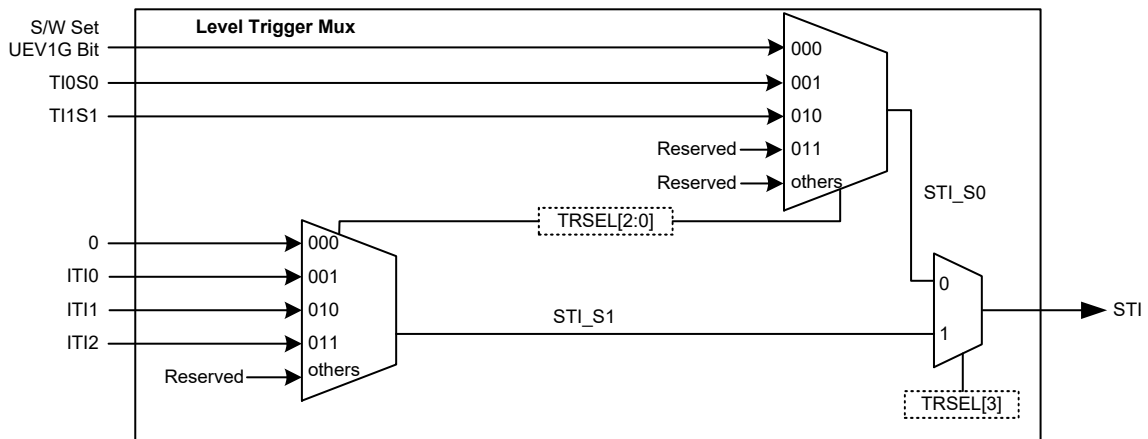 S/W Set
UEV1G Bit
Level Trigger Mux
000
TI0S0
001
TI1S1
010
Reserved
011
Reserved
others
STI_S0
TRSEL[2:0]
0
000
ITI0
001
0
ITI1
010
STI_S1
STI
ITI2
011
1
Reserved
others
TRSEL[3]